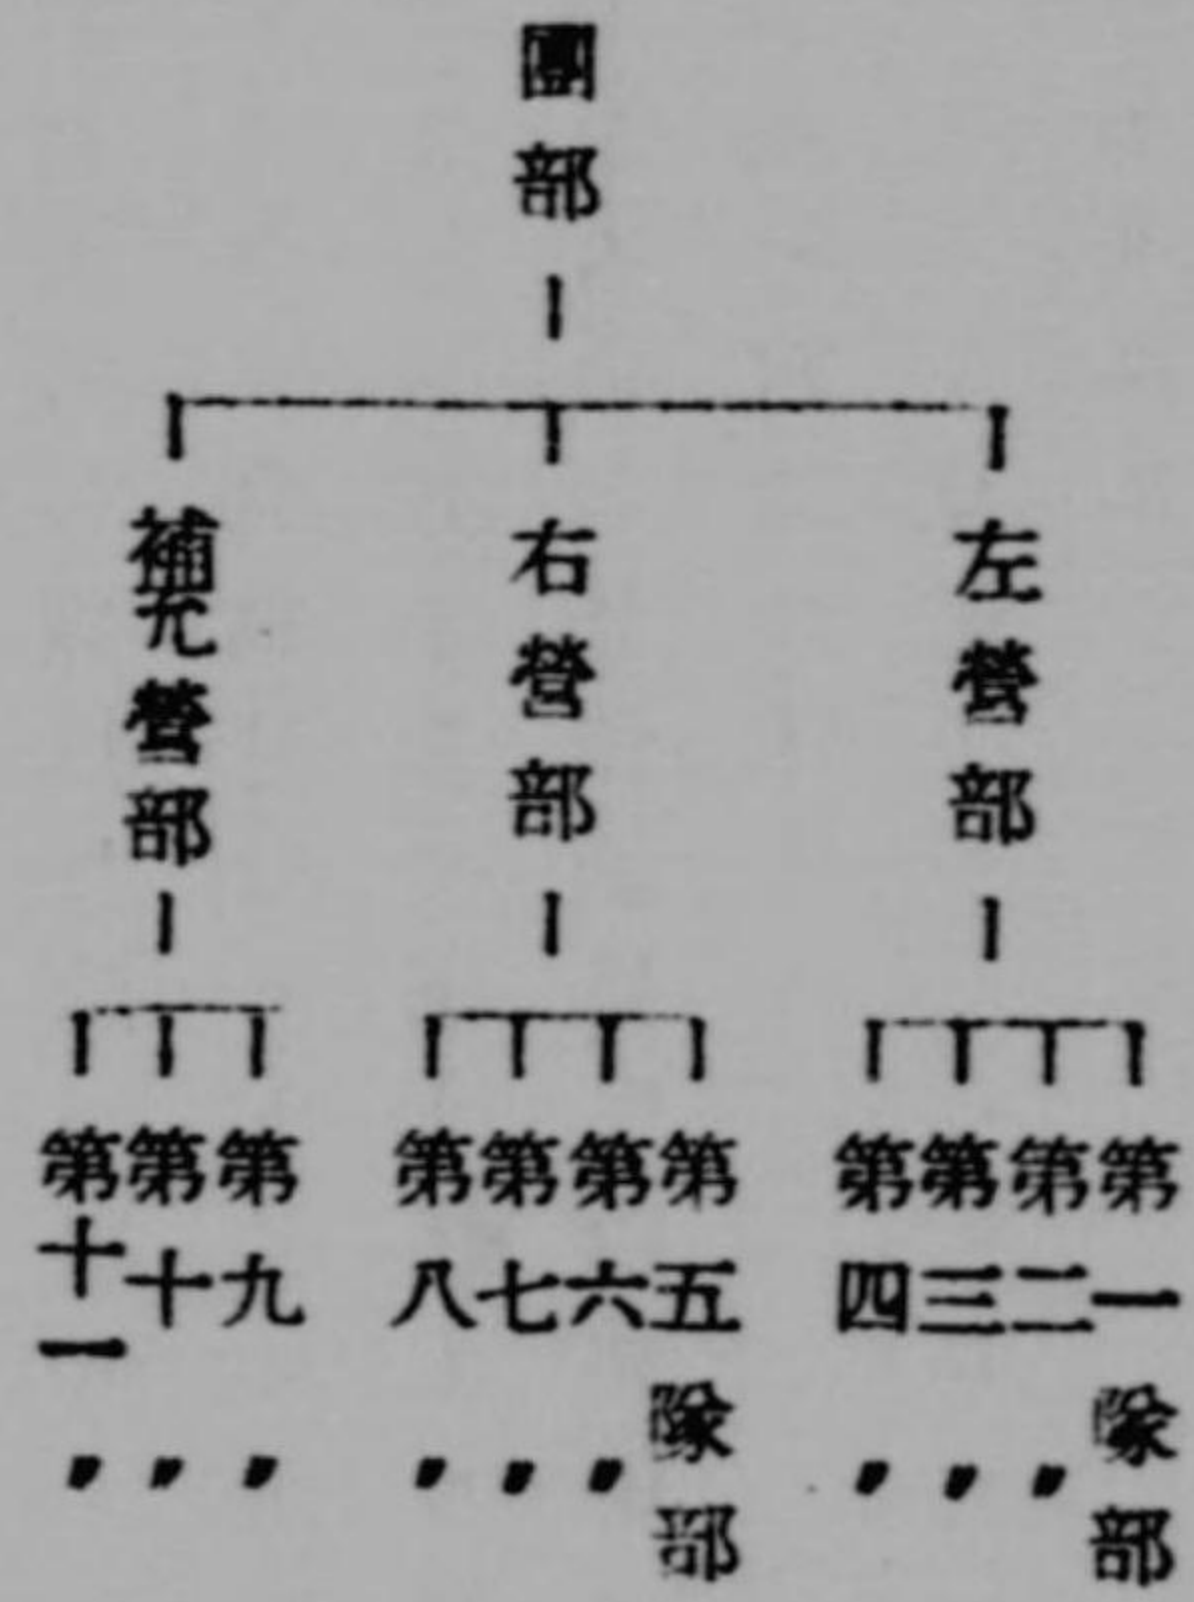 團部
左營部
右營部
補充營部
第一隊部
第二〃
第三〃
第四〃
第五隊部
第六〃
第七〃
第八〃
第九〃
第十〃
第十一〃